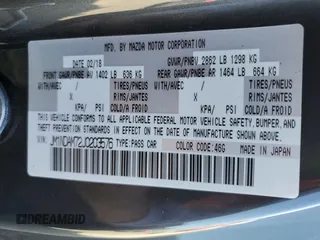 MFD. BY MAZDA MOTOR CORPORATION
DATE 02/18 GVWR/PNBV 2862 LB 1298 KG
FRONT GAWR/PNBE AV 1402 LB 636 KG REAR GAWR/PNBE AR 1464 LB 664 KG
X TIRES/PNEUS X TIRES/PNEUS
X RIMS/JANTES X RIMS/JANTES
KPA/ PSI COLD/FROID KPA/ PSI COLD/FROID
THIS VEHICLE CONFORMS TO ALL APPLICABLE FEDERAL MOTOR VEHICLE SAFETY,BUMPER, AND
THEFT PREVENTION STANDARDS IN EFFECT ON THE DATE OF MANUFACTURE SHOWN ABOVE.
TYPE:PASS CAR COLOR CODE:46G MADE IN JAPAN
DREAMBID